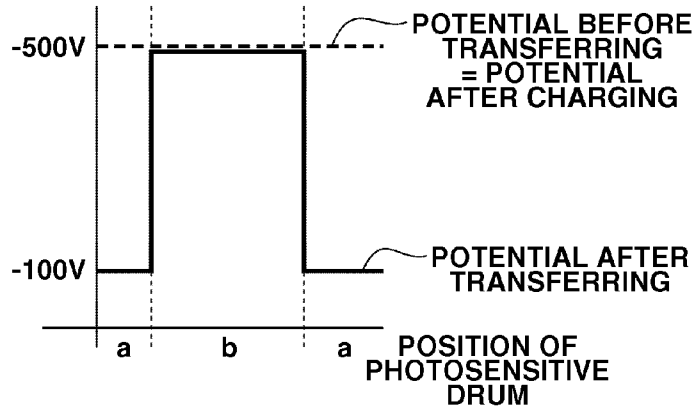 -500V
POTENTIAL BEFORE
TRANSFERRING
= POTENTIAL
AFTER CHARGING
-100V
POTENTIAL AFTER
TRANSFERRING
a
b
a
POSITION OF
PHOTOSENSITIVE
DRUM